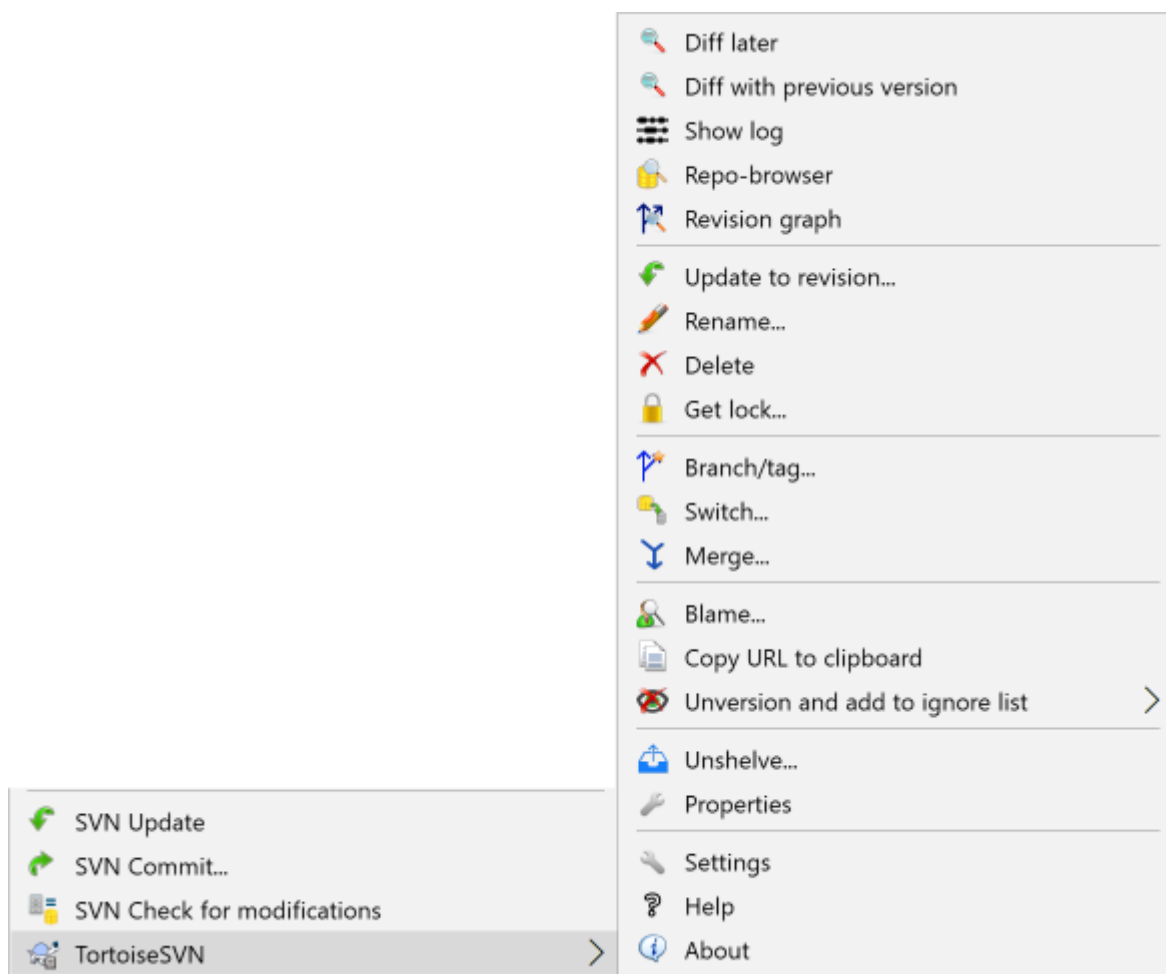 Diff later
Diff with previous version
Show log
Repo-browser
Revision graph
Update to revision...
Rename...
Delete
Get lock...
Branch/tag...
Switch...
Merge...
Blame...
Copy URL to clipboard
Unversion and add to ignore list
Unshelve...
Properties
Settings
Help
About
SVN Update
SVN Commit...
SVN Check for modifications
TortoiseSVN